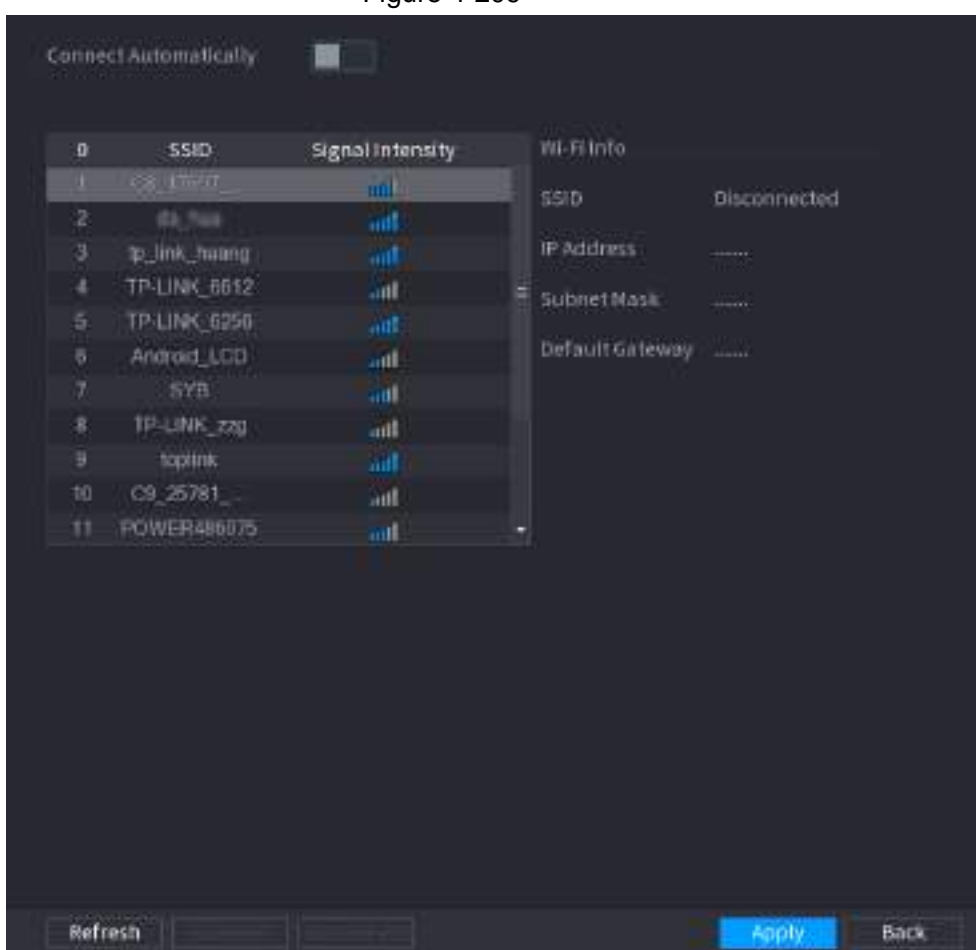 Connect Automatically
0 SSID Signal Intensity
1
2
3 tp_link_huang
4 TP-LINK_6612
5 TP-LINK_6256
6 Android_LCD
7 SYB
8 TP-LINK_zzg
9 toplink
10 C9_25781_...
11 POWER486075
Wi-Fi Info
SSID Disconnected
IP Address ......
Subnet Mask ......
Default Gateway ......
Refresh
Apply Back